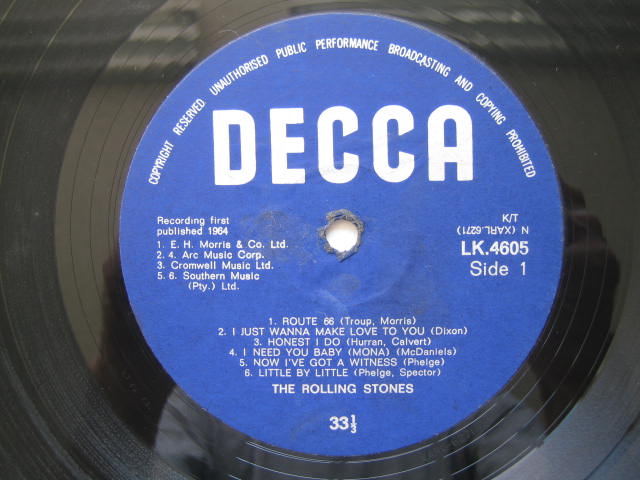 COPYRIGHT RESERVED UNAUTHORISED PUBLIC PERFORMANCE BROADCASTING AND COPYING PROHIBITED
DECCA
Recording first
published 1964
1. E. H. Morris & Co. Ltd.
2. 4. Arc Music Corp.
3. Cromwell Music Ltd.
5. 6. Southern Music
(Pty.) Ltd.
K/T
N (XARL.6271)
LK.4605
Side 1
1. ROUTE 66 (Troup, Morris)
2. I JUST WANNA MAKE LOVE TO YOU (Dixon)
3. HONEST I DO (Hurran, Calvert)
4. I NEED YOU BABY (MONA) (McDaniels)
5. NOW I'VE GOT A WITNESS (Phelge)
6. LITTLE BY LITTLE (Phelge, Spector)
THE ROLLING STONES
33⅓